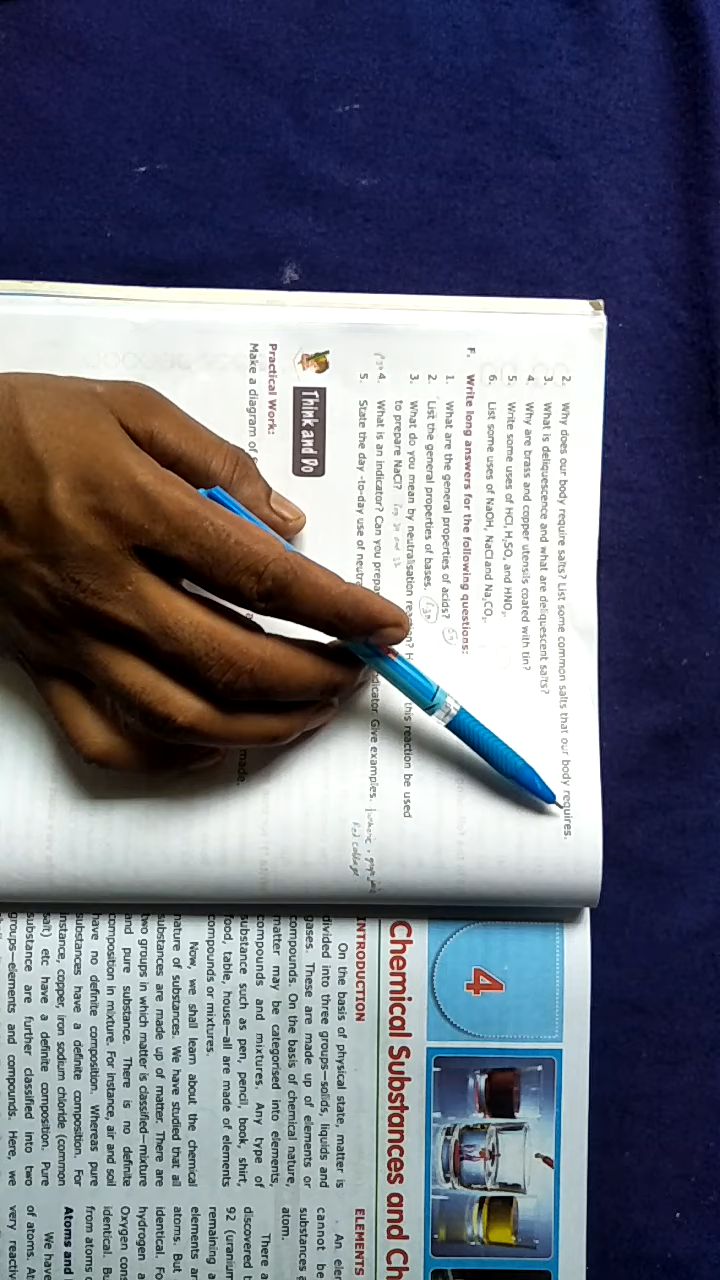 2. Why does our body require salts? List some common salts that our body requires.
3. What is deliquescence and what are deliquescent salts?
4. Why are brass and copper utensils coated with tin?
5. Write some uses of HCl, H₂SO₄ and HNO₃.
6. List some uses of NaOH, NaCl and Na₂CO₃.
F. Write long answers for the following questions:
1. What are the general properties of acids?
2. List the general properties of bases.
3. What do you mean by neutralisation reaction? H this reaction be used
to prepare NaCl?
4. What is an indicator? Can you prepa dicator. Give examples.
Red cabbage
5. State the day -to-day use of neutr
Think and Do
Practical Work:
Make a diagram of
made.
4
Chemical Substances and Ch
INTRODUCTION
On the basis of physical state, matter is
divided into three groups—solids, liquids and
gases. These are made up of elements or
compounds. On the basis of chemical nature,
matter may be categorised into elements,
compounds and mixtures. Any type of
substance such as pen, pencil, book, shirt,
food, table, house—all are made of elements
compounds or mixtures.
Now, we shall learn about the chemical
nature of substances. We have studied that all
substances are made up of matter. There are
two groups in which matter is classified—mixture
and pure substance. There is no definite
composition in mixture. For instance, air and soil
have no definite composition. Whereas pure
substances have a definite composition. For
instance, copper, iron sodium chloride (common
salt) etc have a definite composition. Pure
substance are further classified into two
groups-elements and compounds. Here, we
ELEMENTS
An eler
cannot be
substances
atom.
There a
discovered
92 (uranium
remaining a
elements ar
atoms. But
identical. Fo
hydrogen a
Oxygen cons
identical. Bu
from atoms
Atoms and
We have
of atoms. At
very reactiv